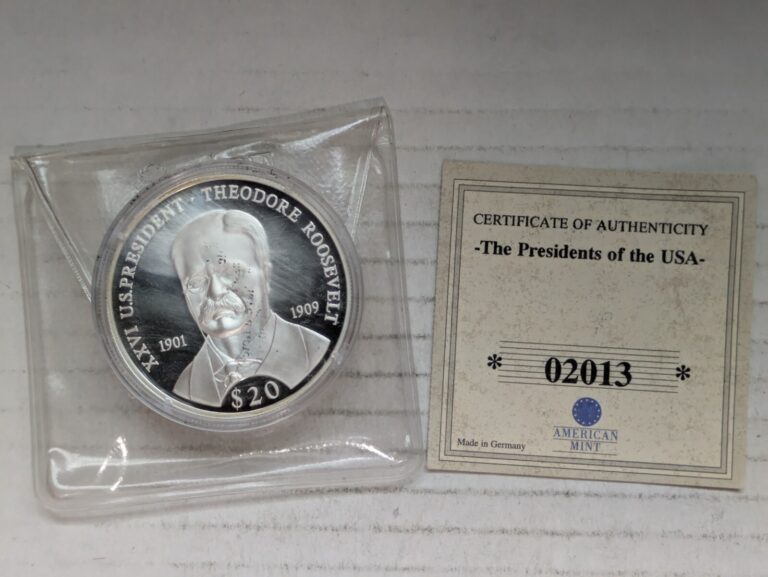 XXVI U.S.PRESIDENT · THEODORE ROOSEVELT
1901
1909
$20
CERTIFICATE OF AUTHENTICITY
-The Presidents of the USA-
* 02013 *
AMERICAN
MINT
Made in Germany